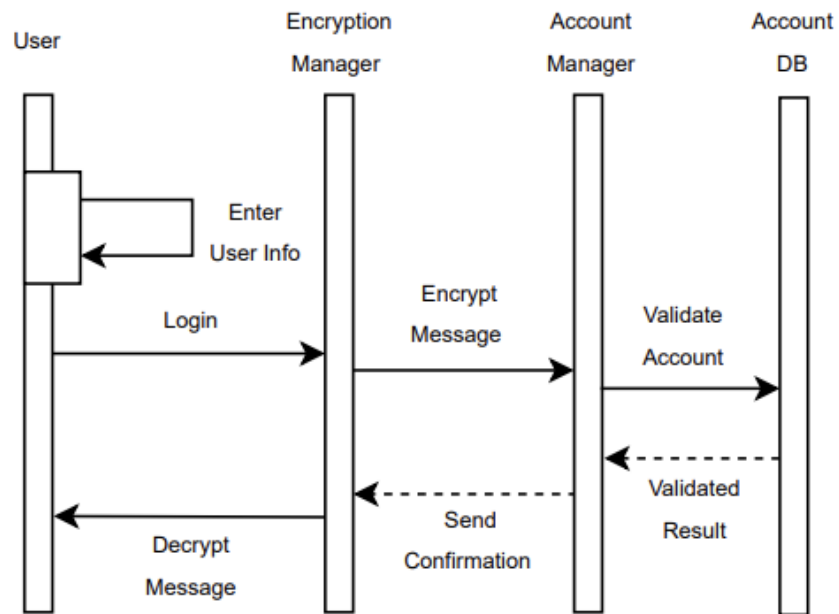 User
Encryption
Manager
Account
Manager
Account
DB
Enter
User Info
Login
Encrypt
Message
Validate
Account
Validated
Result
Send
Confirmation
Decrypt
Message